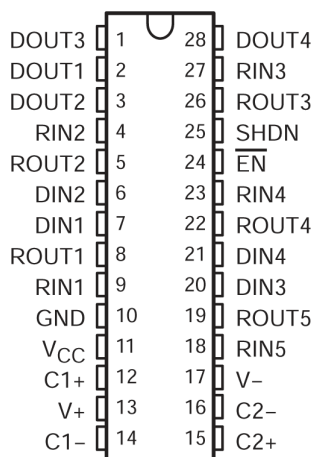 DOUT3 1 28 DOUT4
DOUT1 2 27 RIN3
DOUT2 3 26 ROUT3
RIN2 4 25 SHDN
ROUT2 5 24 E̅N̅
DIN2 6 23 RIN4
DIN1 7 22 ROUT4
ROUT1 8 21 DIN4
RIN1 9 20 DIN3
GND 10 19 ROUT5
VCC 11 18 RIN5
C1+ 12 17 V−
V+ 13 16 C2−
C1− 14 15 C2+